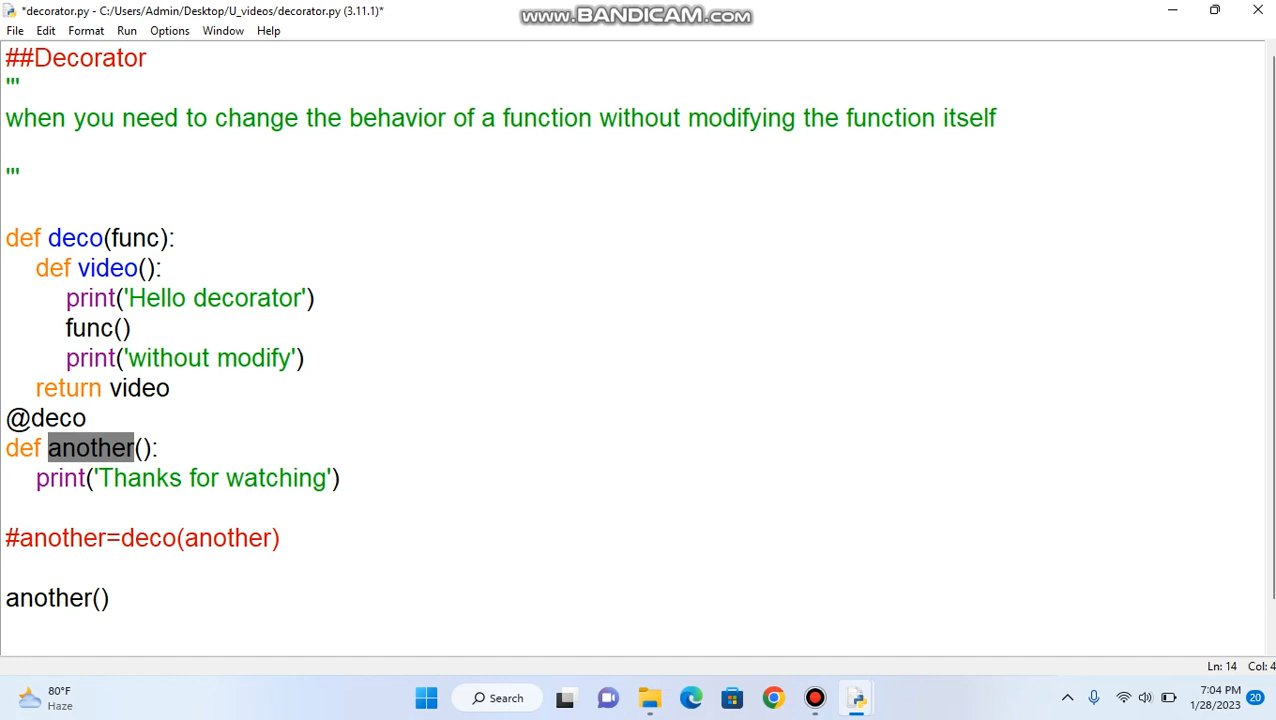 *decorator.py - C:/Users/Admin/Desktop/U_videos/decorator.py (3.11.1)*
www.BANDICAM.com
File Edit Format Run Options Window Help
##Decorator
'''
when you need to change the behavior of a function without modifying the function itself
'''
def deco(func):
def video():
print('Hello decorator')
func()
print('without modify')
return video
@deco
def another():
print('Thanks for watching')
#another=deco(another)
another()
Ln: 14 Col: 4
80°F
Haze
Search
7:04 PM
1/28/2023
20